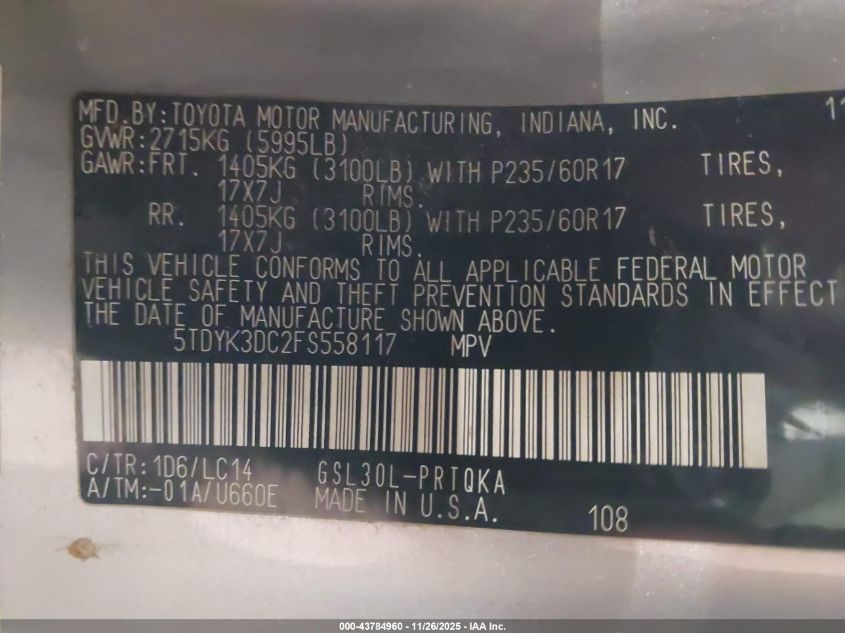 MFD.BY:TOYOTA MOTOR MANUFACTURING, INDIANA, INC. 11
GVWR:2715KG (5995LB)
GAWR:FRT. 1405KG (3100LB) WITH P235/60R17 TIRES,
17X7J RIMS.
RR. 1405KG (3100LB) WITH P235/60R17 TIRES,
17X7J RIMS.
THIS VEHICLE CONFORMS TO ALL APPLICABLE FEDERAL MOTOR
VEHICLE SAFETY AND THEFT PREVENTION STANDARDS IN EFFECT
THE DATE OF MANUFACTURE SHOWN ABOVE.
5TDYK3DC2FS558117 MPV
C/TR:1D6/LC14 GSL30L-PRTQKA
A/TM:-01A/U660E MADE IN U.S.A. 108
000-43784960 - 11/26/2025 - IAA Inc.